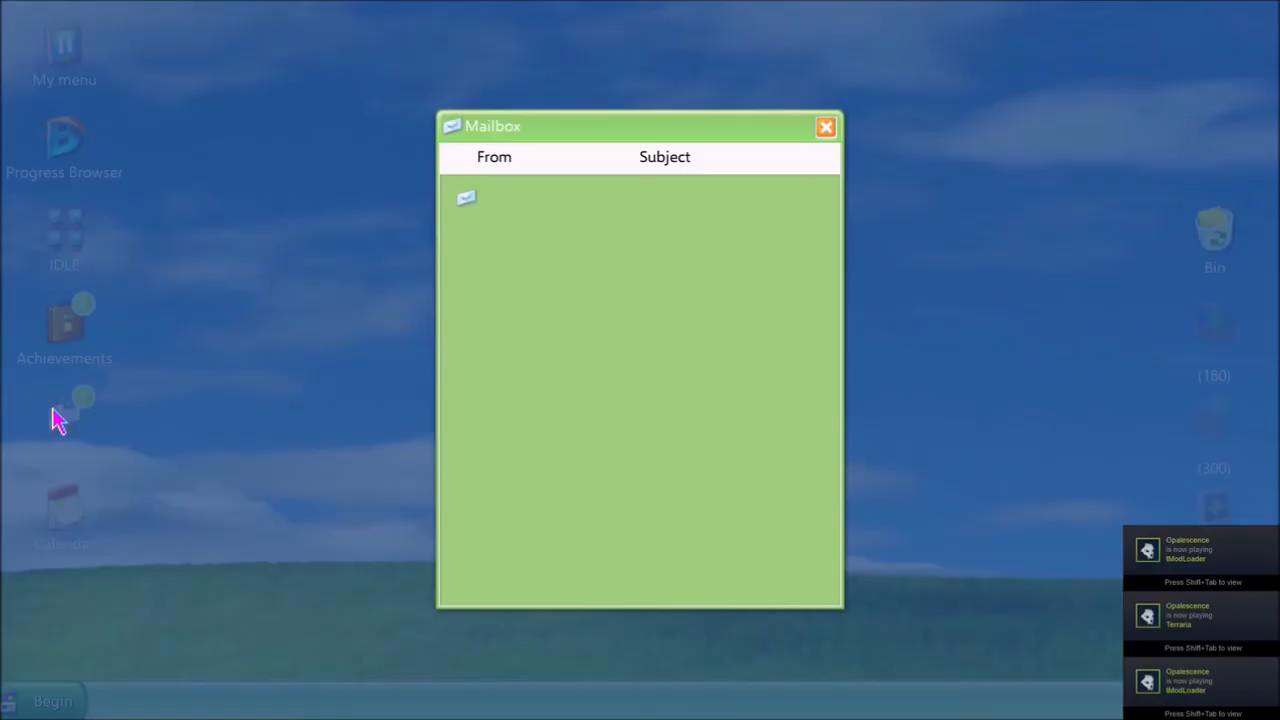 My menu
Progress Browser
IDLE
Achievements
Calendar
Mailbox
From Subject
Bin
(180)
(300)
Opalescence
is now playing
tModLoader
Press Shift+Tab to view
Opalescence
is now playing
Terraria
Press Shift+Tab to view
Opalescence
is now playing
tModLoader
Press Shift+Tab to view
Begin